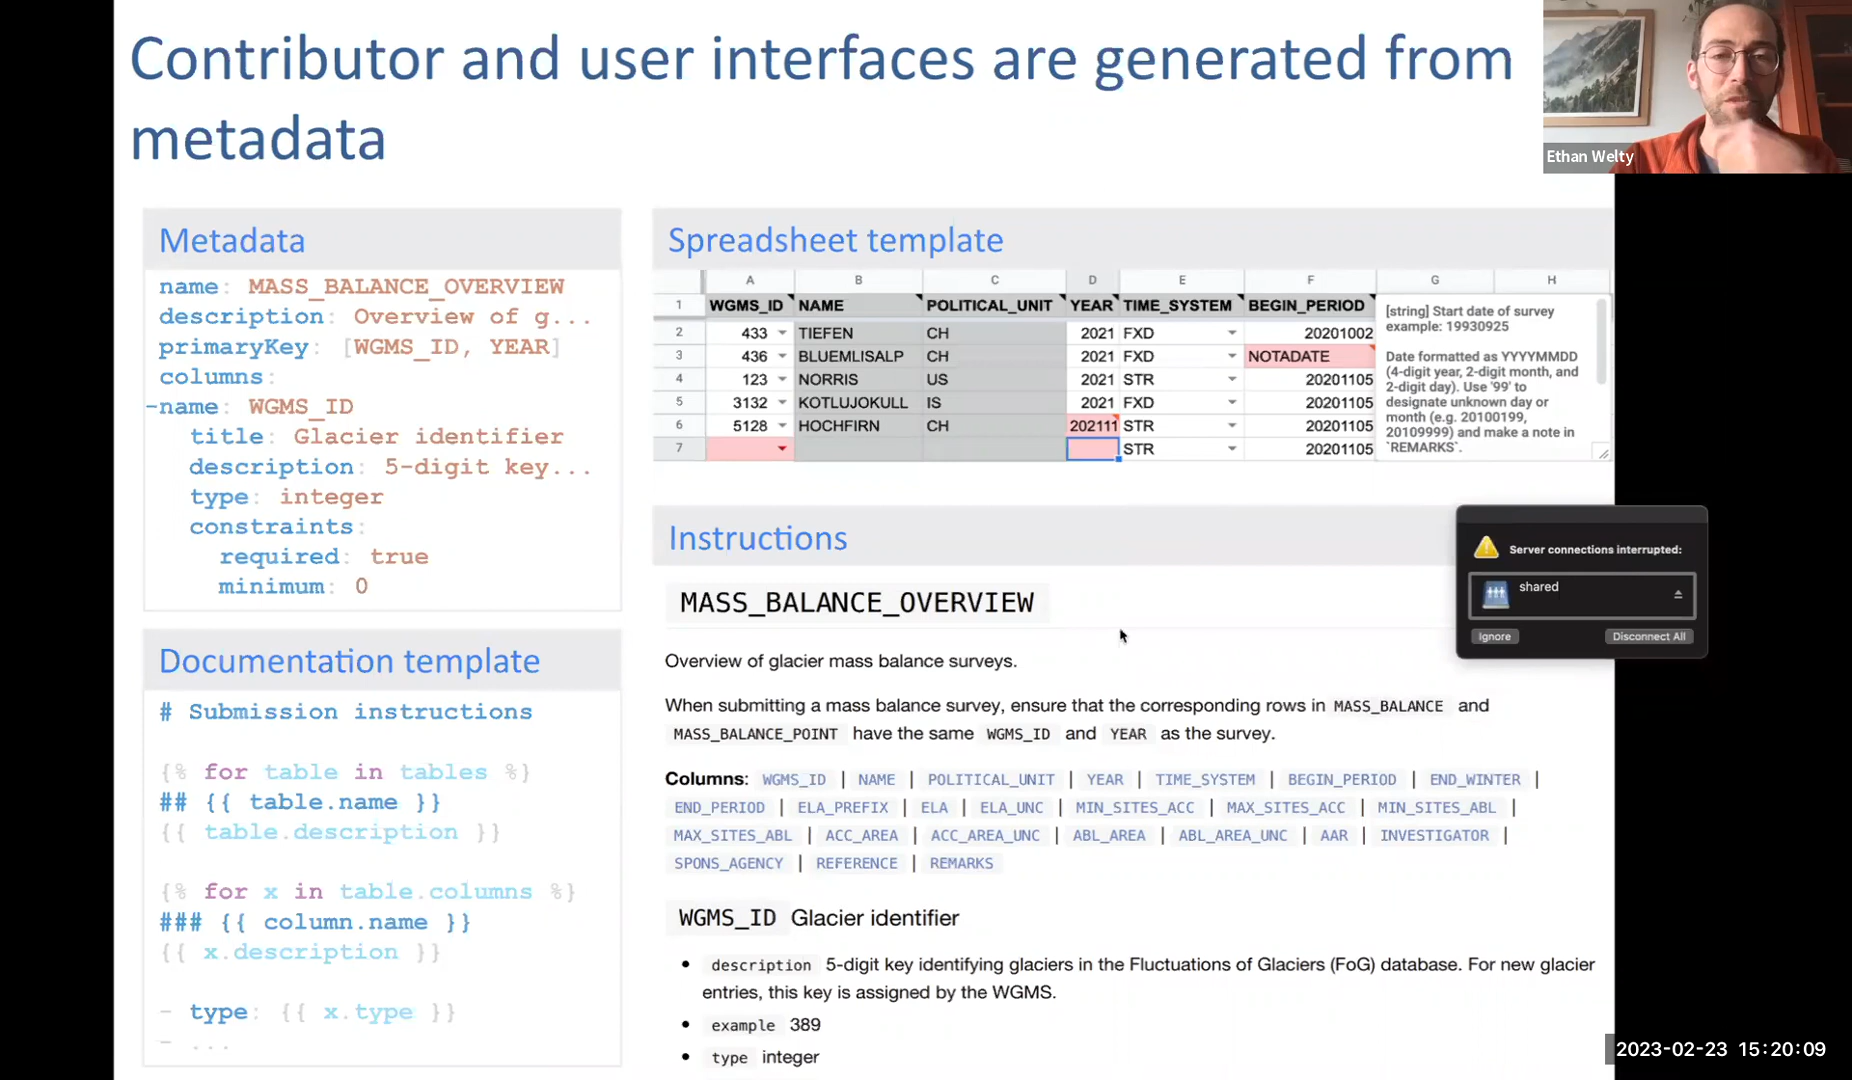 Contributor and user interfaces are generated from
metadata
Ethan Welty
Metadata
name: MASS_BALANCE_OVERVIEW
description: Overview of g...
primaryKey: [WGMS_ID, YEAR]
columns:
-name: WGMS_ID
title: Glacier identifier
description: 5-digit key...
type: integer
constraints:
required: true
minimum: 0
Documentation template
# Submission instructions
{% for table in tables %}
## {{ table.name }}
{{ table.description }}
{% for x in table.columns %}
### {{ column.name }}
{{ x.description }}
- type: {{ x.type }}
- ...
Spreadsheet template
A B C D E F G H
1 WGMS_ID NAME POLITICAL_UNIT YEAR TIME_SYSTEM BEGIN_PERIOD
2 433 TIEFEN CH 2021 FXD 20201002
3 436 BLUEMLISALP CH 2021 FXD NOTADATE
4 123 NORRIS US 2021 STR 20201105
5 3132 KOTLUJOKULL IS 2021 FXD 20201105
6 5128 HOCHFIRN CH 202111 STR 20201105
7 STR 20201105
[string] Start date of survey
example: 19930925
Date formatted as YYYYMMDD
(4-digit year, 2-digit month, and
2-digit day). Use '99' to
designate unknown day or
month (e.g. 20100199,
20109999) and make a note in
`REMARKS`.
Instructions
MASS_BALANCE_OVERVIEW
Overview of glacier mass balance surveys.
When submitting a mass balance survey, ensure that the corresponding rows in MASS_BALANCE and
MASS_BALANCE_POINT have the same WGMS_ID and YEAR as the survey.
Columns: WGMS_ID | NAME | POLITICAL_UNIT | YEAR | TIME_SYSTEM | BEGIN_PERIOD | END_WINTER |
END_PERIOD | ELA_PREFIX | ELA | ELA_UNC | MIN_SITES_ACC | MAX_SITES_ACC | MIN_SITES_ABL |
MAX_SITES_ABL | ACC_AREA | ACC_AREA_UNC | ABL_AREA | ABL_AREA_UNC | AAR | INVESTIGATOR |
SPONS_AGENCY | REFERENCE | REMARKS
WGMS_ID Glacier identifier
• description 5-digit key identifying glaciers in the Fluctuations of Glaciers (FoG) database. For new glacier
entries, this key is assigned by the WGMS.
• example 389
• type integer
Server connections interrupted:
shared
Ignore Disconnect All
2023-02-23 15:20:09